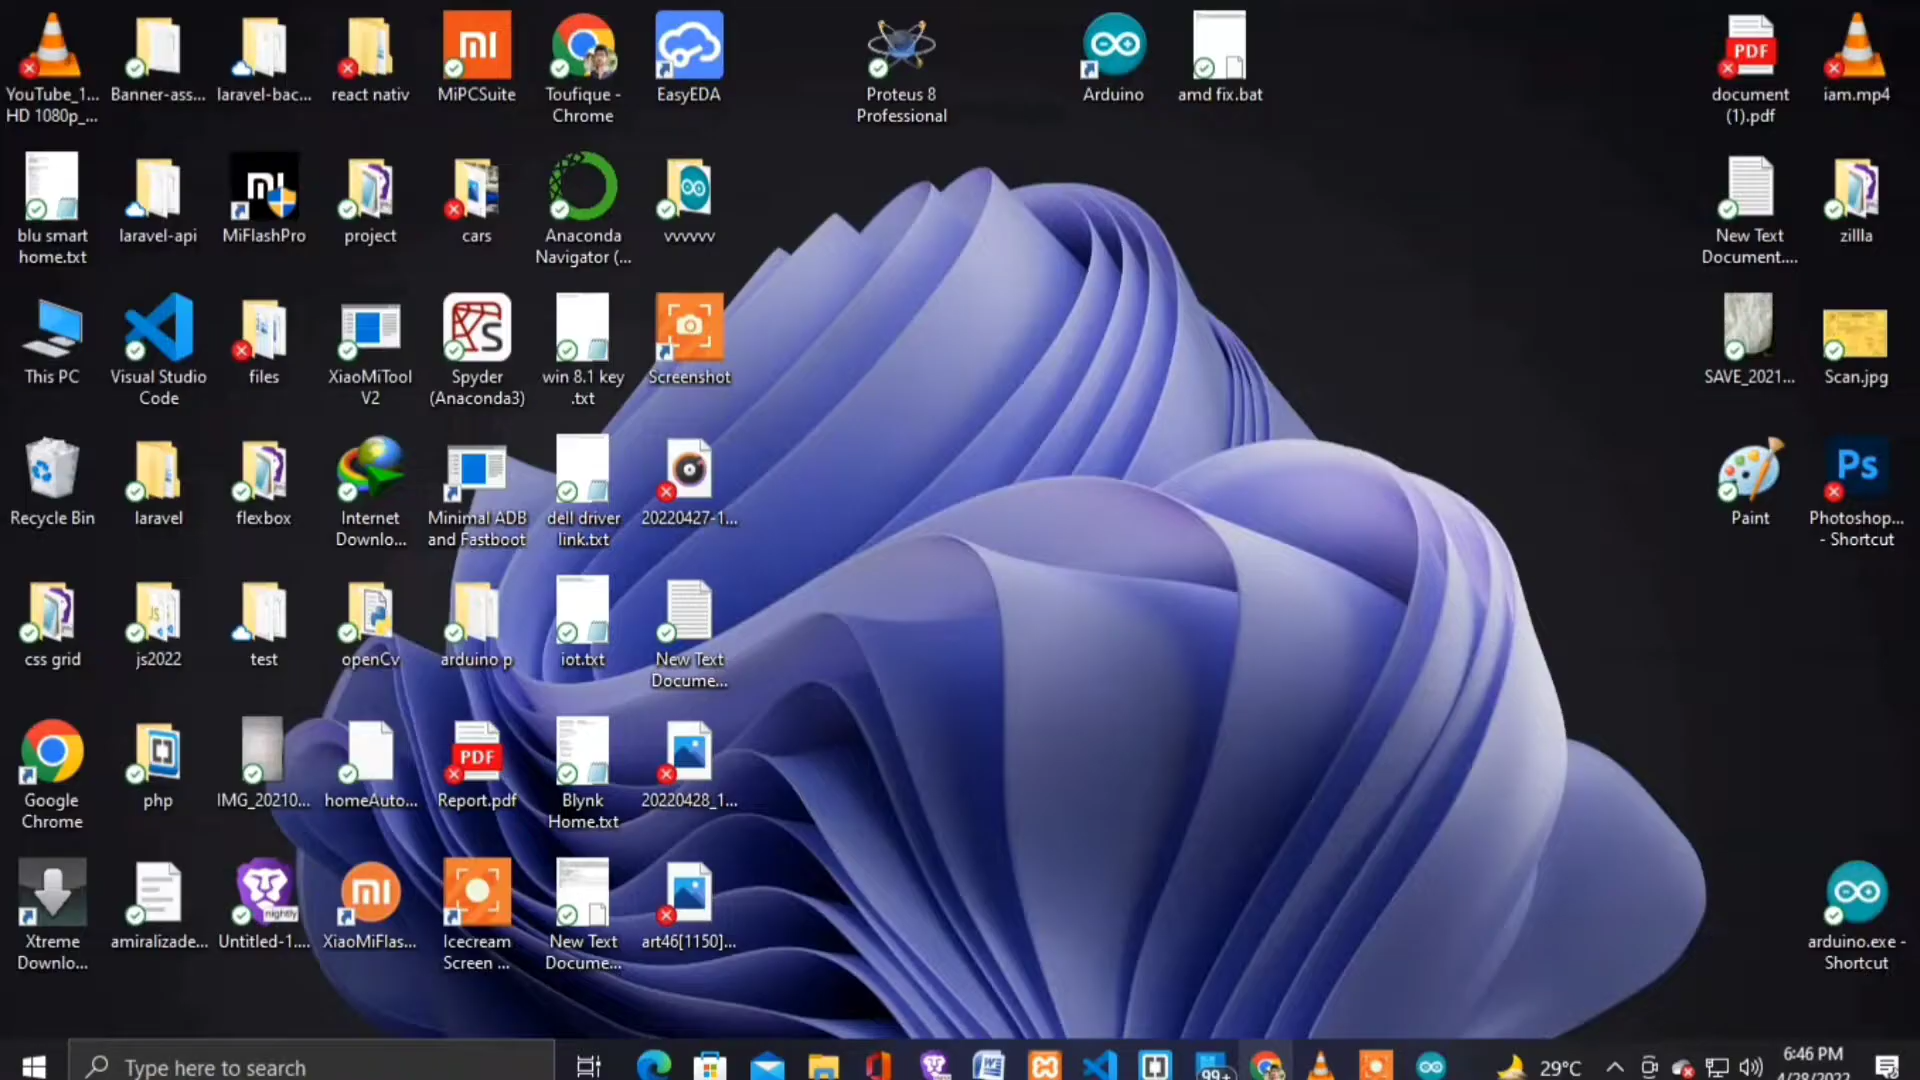 YouTube_1...
HD 1080p_...
Banner-ass...
laravel-bac...
react nativ
MiPCSuite
Toufique -
Chrome
EasyEDA
Proteus 8
Professional
Arduino
amd fix.bat
PDF
document
(1).pdf
iam.mp4
blu smart
home.txt
laravel-api
MiFlashPro
project
cars
Anaconda
Navigator (...
vvvvvv
New Text
Document....
zillla
This PC
Visual Studio
Code
files
XiaoMiTool
V2
Spyder
(Anaconda3)
win 8.1 key
.txt
Screenshot
SAVE_2021...
Scan.jpg
Recycle Bin
laravel
flexbox
Internet
Downlo...
Minimal ADB
and Fastboot
dell driver
link.txt
20220427-1...
Paint
Ps
Photoshop...
- Shortcut
css grid
JS
js2022
test
openCv
arduino p
iot.txt
New Text
Docume...
Google
Chrome
php
IMG_20210...
homeAuto...
PDF
Report.pdf
Blynk
Home.txt
20220428_1...
Xtreme
Downlo...
amiralizade...
nightly
Untitled-1....
XiaoMiFlas...
Icecream
Screen ...
New Text
Docume...
art46[1150]...
arduino.exe -
Shortcut
Type here to search
99+
29°C
6:46 PM
4/28/2022